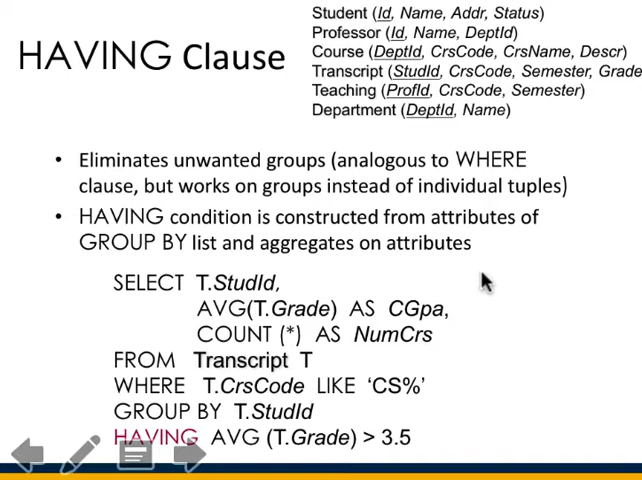 HAVING Clause
Student (Id, Name, Addr, Status)
Professor (Id, Name, DeptId)
Course (DeptId, CrsCode, CrsName, Descr)
Transcript (StudId, CrsCode, Semester, Grade
Teaching (ProfId, CrsCode, Semester)
Department (DeptId, Name)
• Eliminates unwanted groups (analogous to WHERE
clause, but works on groups instead of individual tuples)
• HAVING condition is constructed from attributes of
GROUP BY list and aggregates on attributes
SELECT T.StudId,
AVG(T.Grade) AS CGpa,
COUNT (*) AS NumCrs
FROM Transcript T
WHERE T.CrsCode LIKE ‘CS%’
GROUP BY T.StudId
HAVING AVG (T.Grade) > 3.5